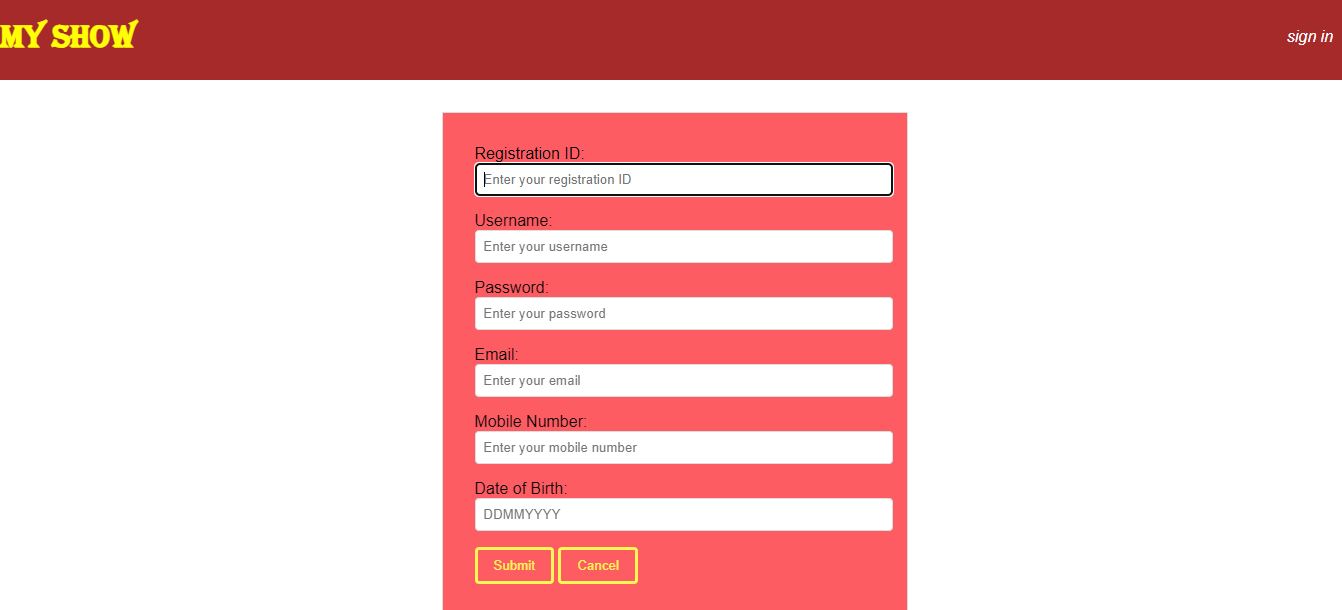 MY SHOW
sign in
Registration ID:
Enter your registration ID
Username:
Enter your username
Password:
Enter your password
Email:
Enter your email
Mobile Number:
Enter your mobile number
Date of Birth:
DDMMYYYY
Submit Cancel